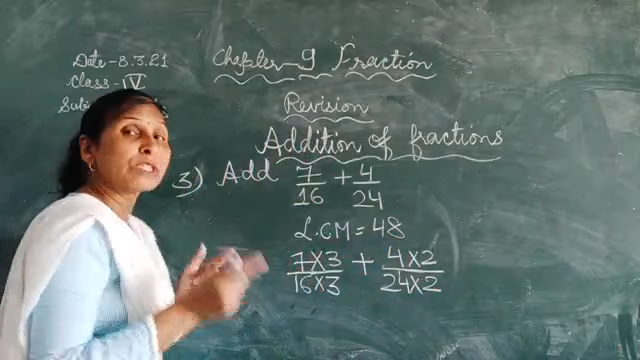 Date-8.3.21
Chapter-9 Fraction
Class-IV
Revision
Addition of fractions
3) Add 7/16 + 4/24
L.CM = 48
7×3/16×3 + 4×2/24×2